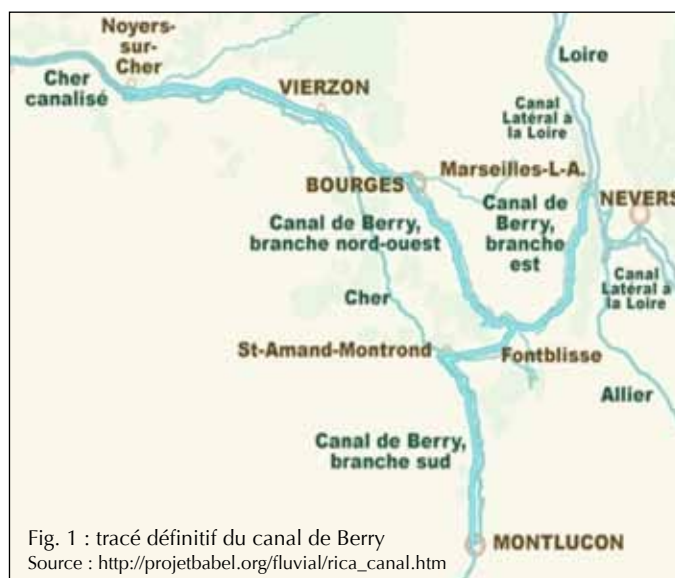 Noyers-
sur-
Cher
Loire
Cher
canalisé
VIERZON
Canal
Latéral à
la Loire
Marseilles-L-A.
BOURGES
NEVERS
Canal de Berry,
branche nord-ouest
Canal de
Berry,
branche
est
Canal
Latéral à
la Loire
Cher
St-Amand-Montrond
Fontblisse
Allier
Canal de Berry,
branche sud
MONTLUCON
Fig. 1 : tracé définitif du canal de Berry
Source : http://projetbabel.org/fluvial/rica_canal.htm